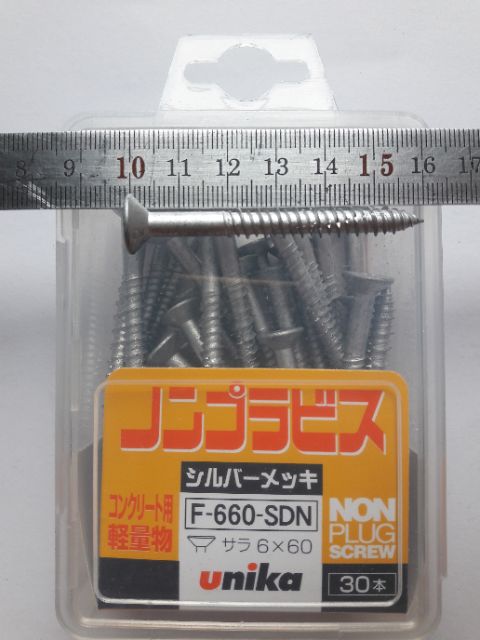 8 9 10 11 12 13 14 15 16 17
ノンプラビス
シルバーメッキ
コンクリート用
軽量物
F-660-SDN
サラ 6×60
unika
NON
PLUG
SCREW
30本